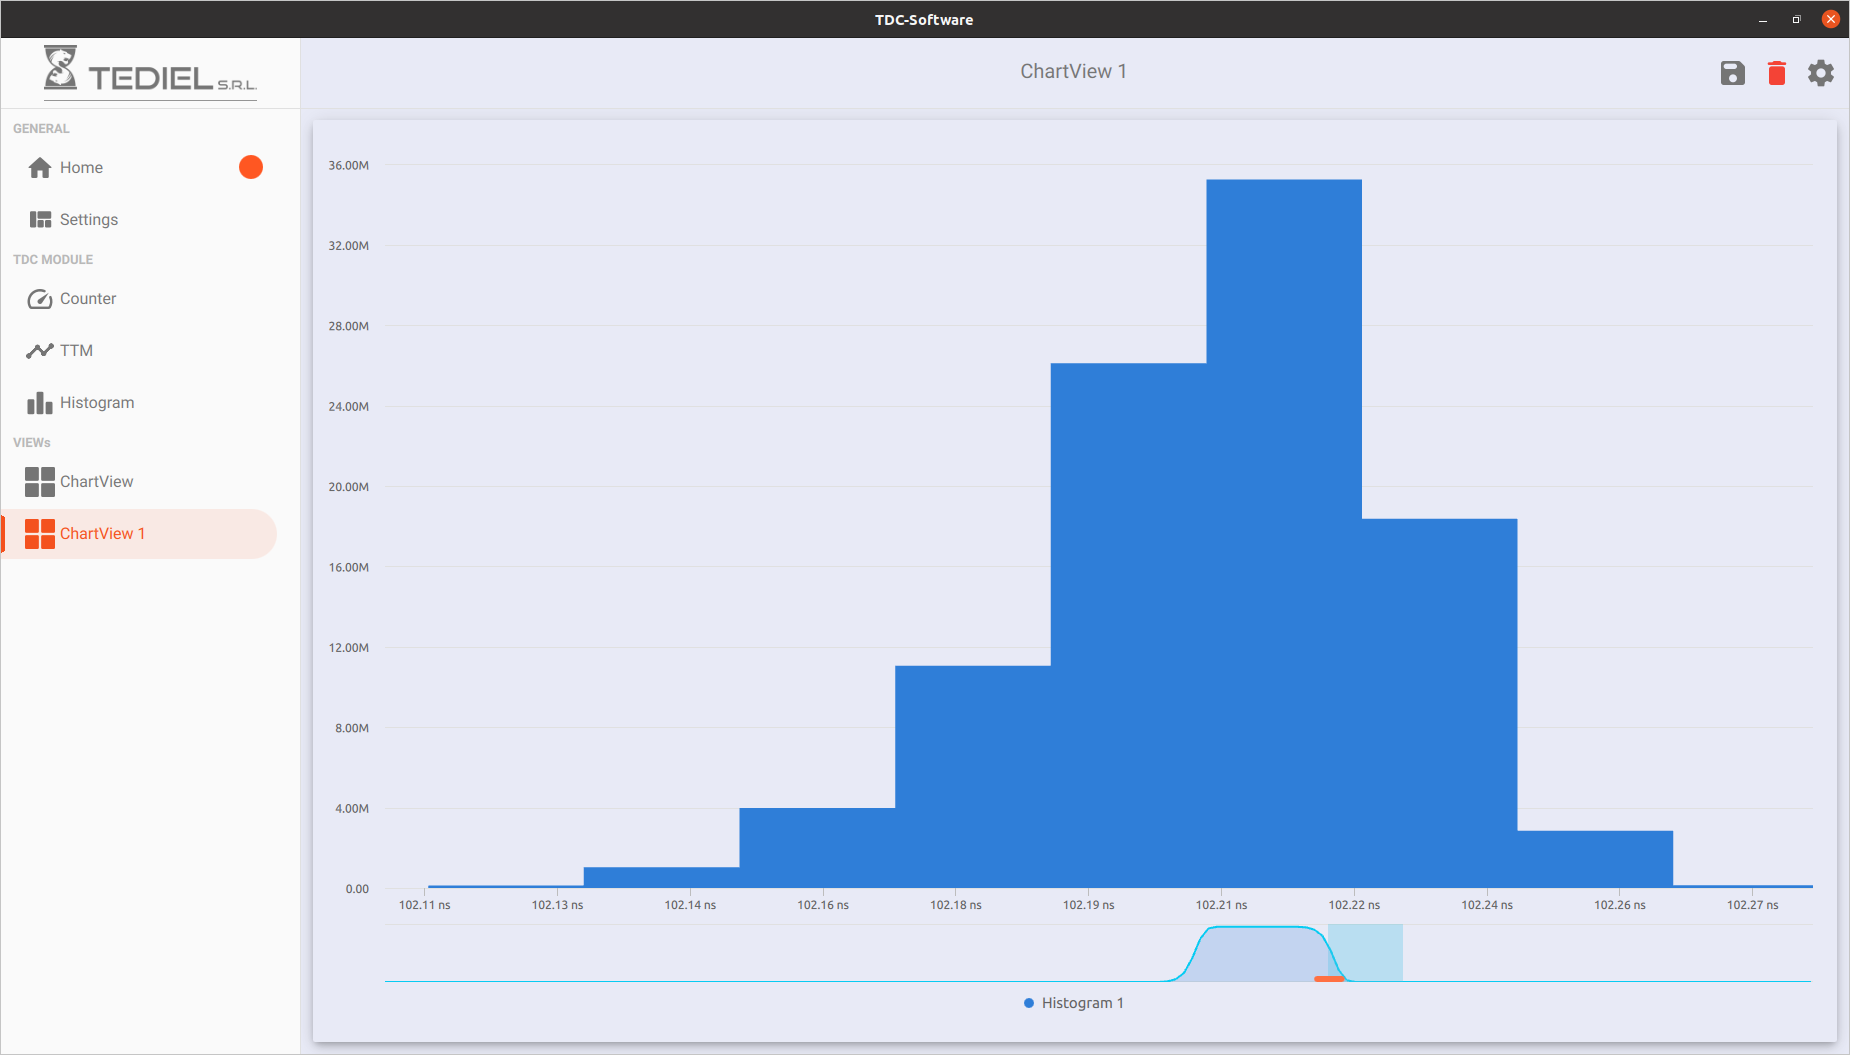 TDC-Software
TEDIEL S.R.L.
ChartView 1
GENERAL
Home
Settings
TDC MODULE
Counter
TTM
Histogram
VIEWs
ChartView
ChartView 1
36.00M
32.00M
28.00M
24.00M
20.00M
16.00M
12.00M
8.00M
4.00M
0.00
102.11 ns 102.13 ns 102.14 ns 102.16 ns 102.18 ns 102.19 ns 102.21 ns 102.22 ns 102.24 ns 102.26 ns 102.27 ns
Histogram 1